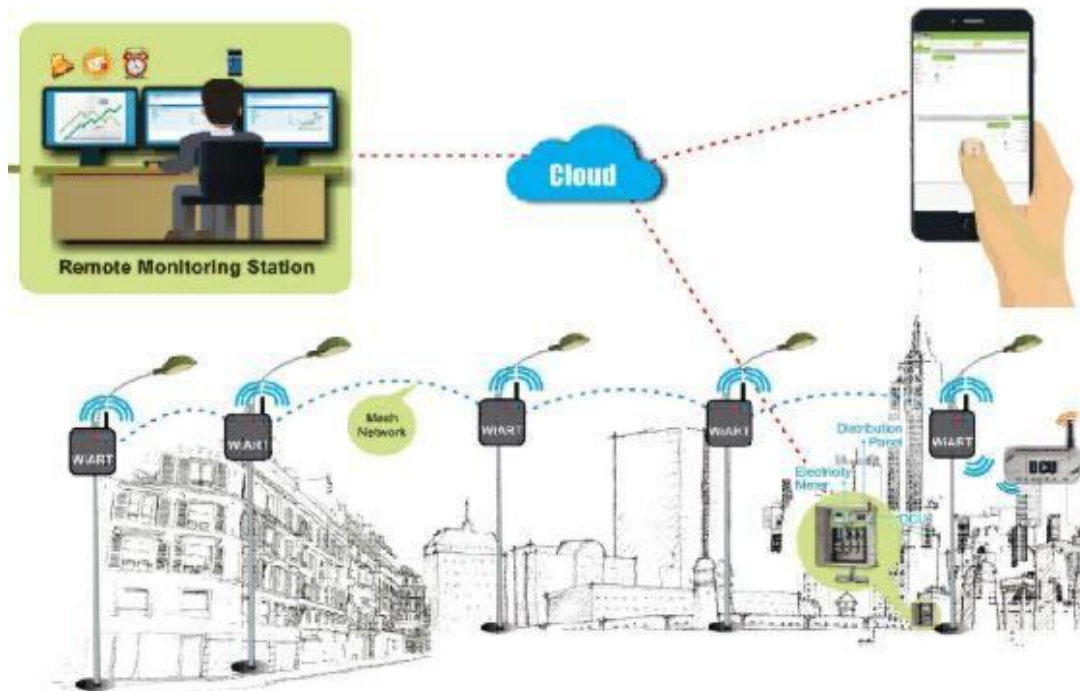 Cloud
Remote Monitoring Station
Mesh
Network
WiART
WiART
WiART
WiART
WiART
Distribution
Panel
Electricity
Meter
DCU
DCU